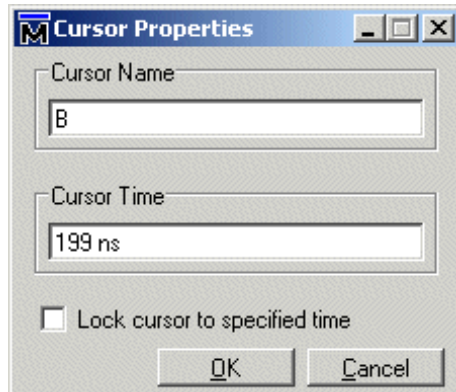 M Cursor Properties
Cursor Name
B
Cursor Time
199 ns
Lock cursor to specified time
OK Cancel